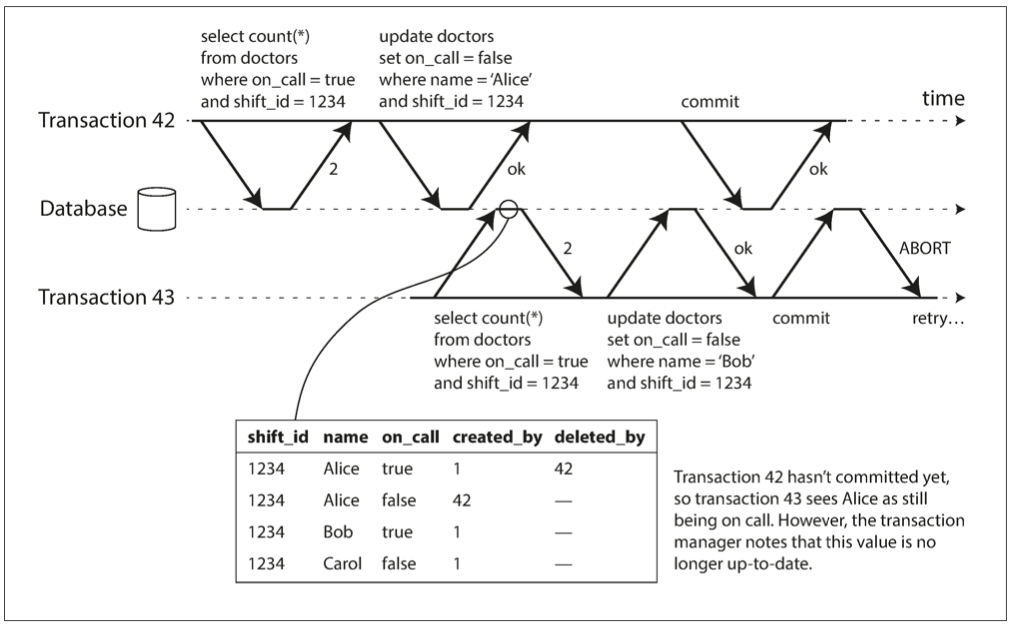 select count(*)
from doctors
where on_call = true
and shift_id = 1234
update doctors
set on_call = false
where name = ‘Alice’
and shift_id = 1234
commit
time
Transaction 42
2
ok
ok
Database
2
ok
ABORT
Transaction 43
select count(*)
from doctors
where on_call = true
and shift_id = 1234
update doctors
set on_call = false
where name = ‘Bob’
and shift_id = 1234
commit
retry…
shift_id name on_call created_by deleted_by
1234 Alice true 1 42
1234 Alice false 42 —
1234 Bob true 1 —
1234 Carol false 1 —
Transaction 42 hasn’t committed yet,
so transaction 43 sees Alice as still
being on call. However, the transaction
manager notes that this value is no
longer up-to-date.